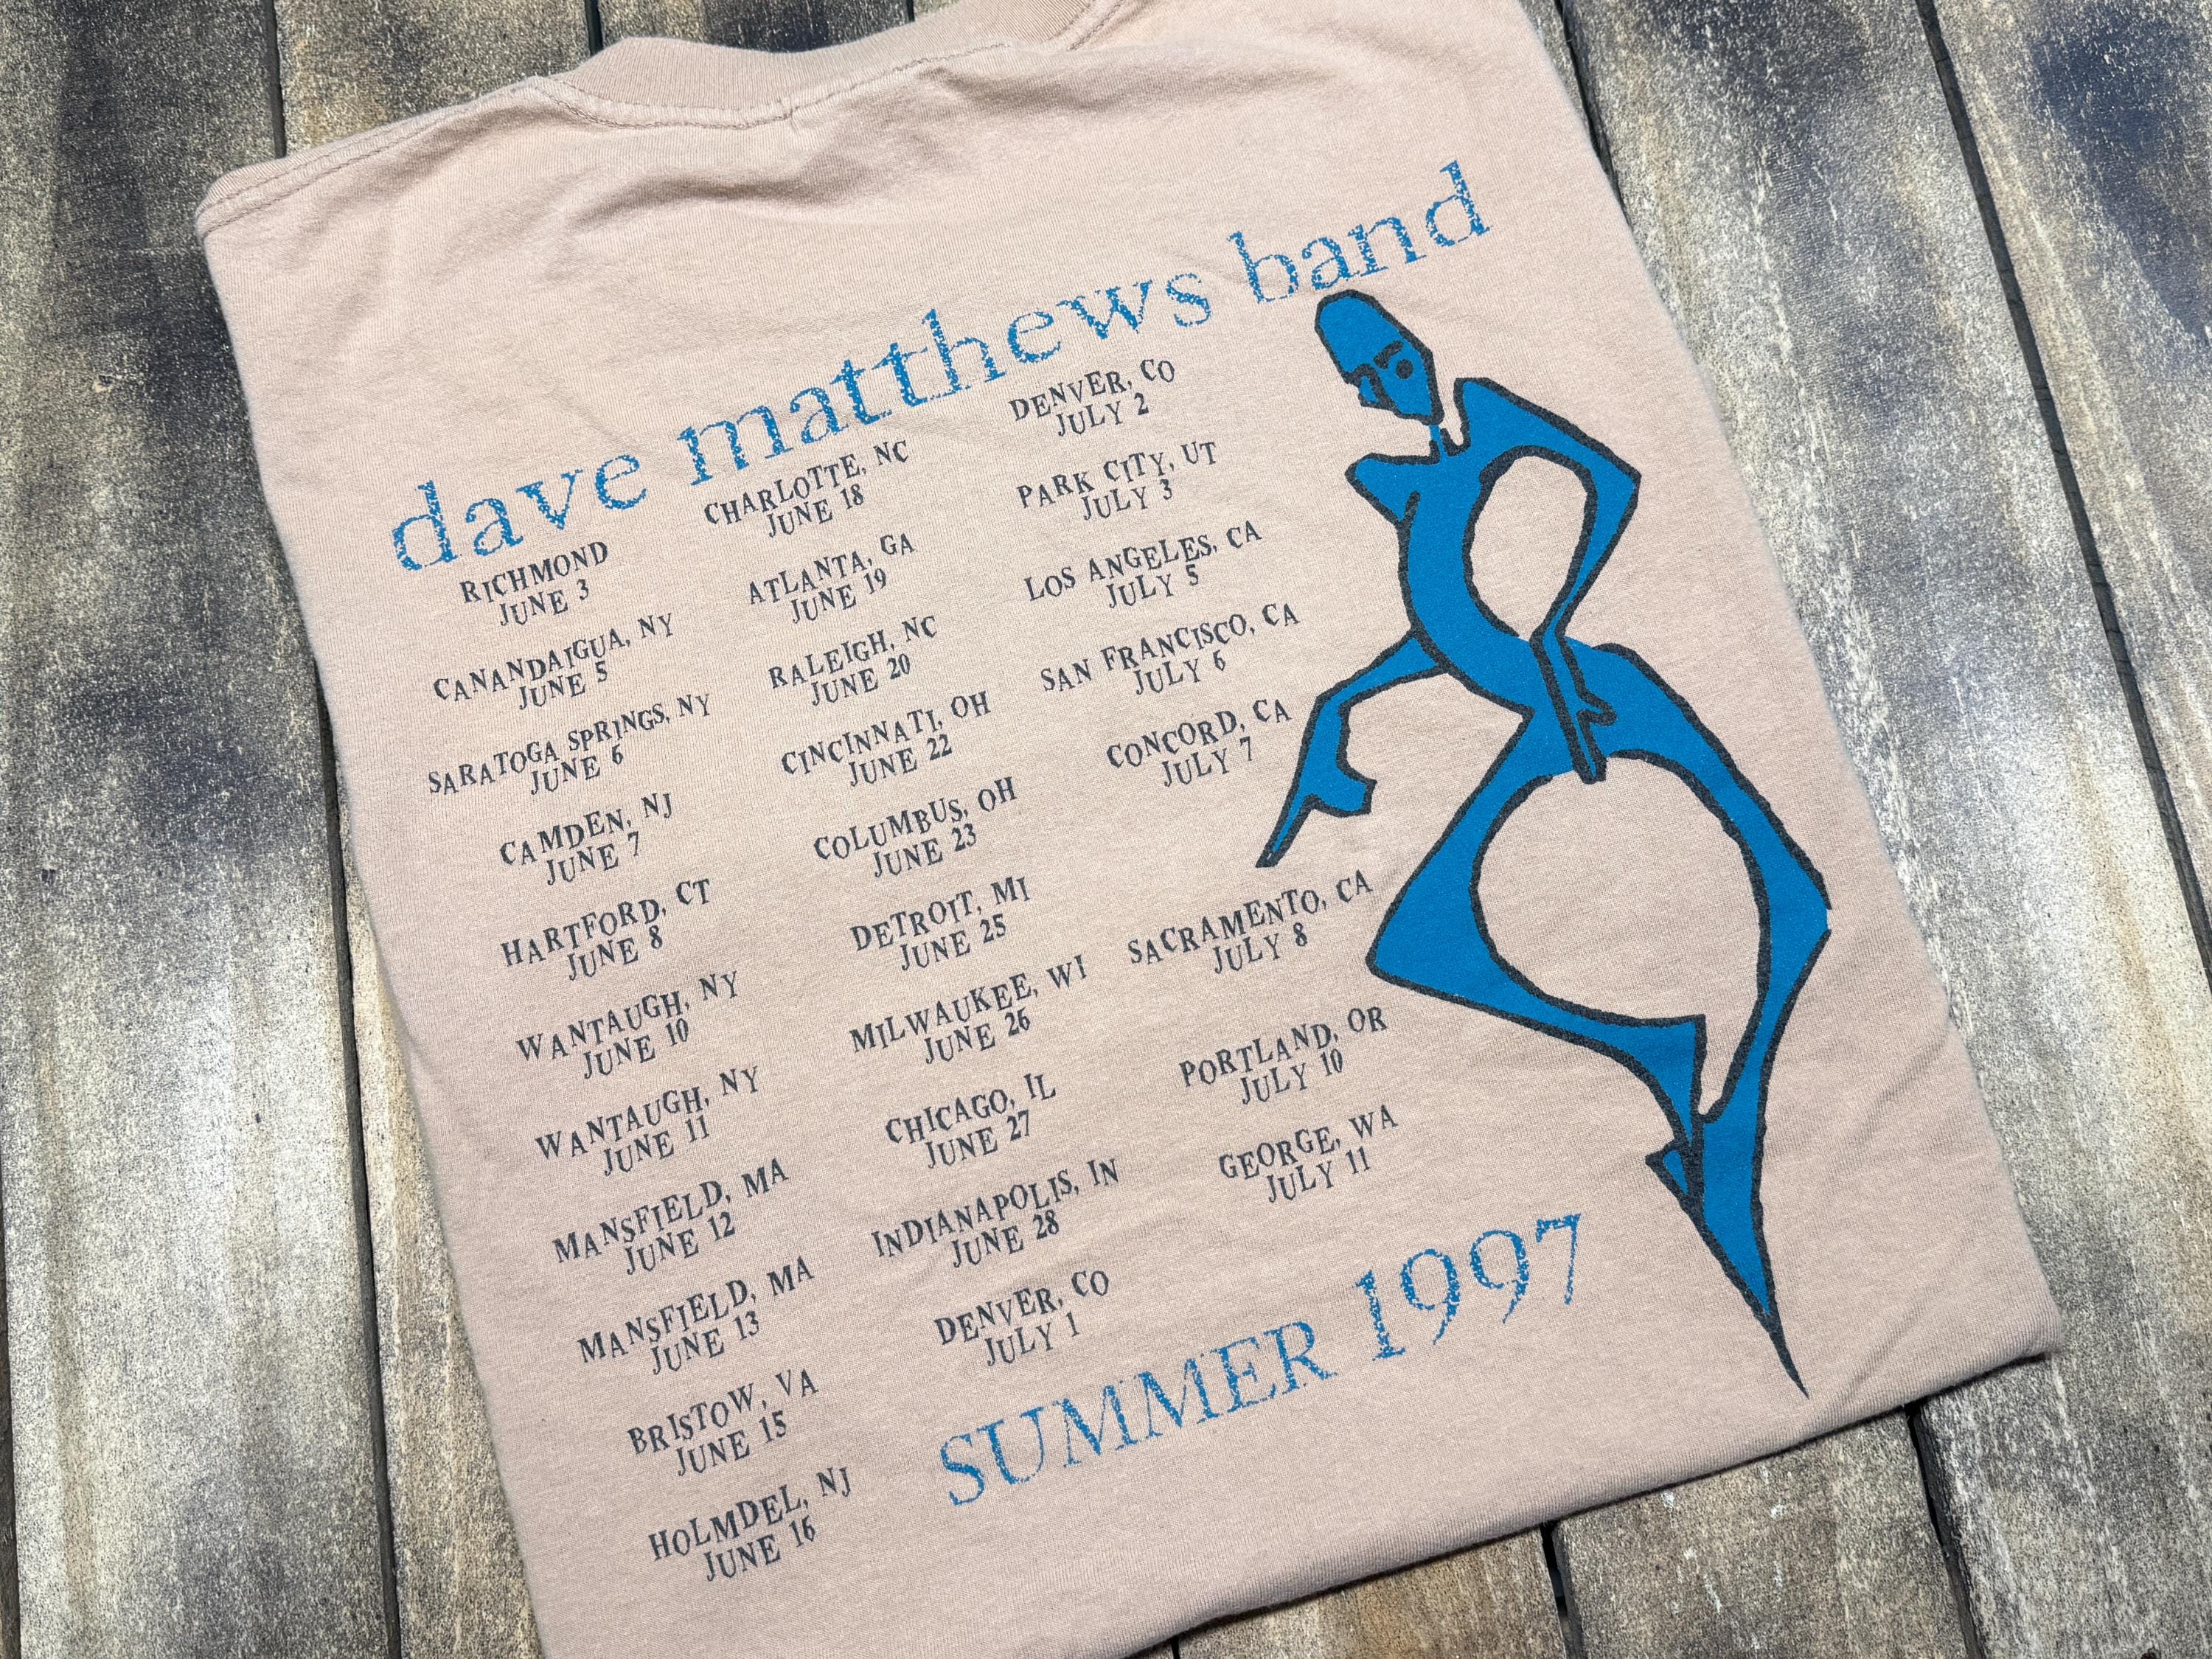 dave matthews band
RICHMOND
JUNE 3
CANANDAIGUA, NY
JUNE 5
SARATOGA SPRINGS, NY
JUNE 6
CAMDEN, NJ
JUNE 7
HARTFORD, CT
JUNE 8
WANTAUGH, NY
JUNE 10
WANTAUGH, NY
JUNE 11
MANSFIELD, MA
JUNE 12
MANSFIELD, MA
JUNE 13
BRISTOW, VA
JUNE 15
HOLMDEL, NJ
JUNE 16
CHARLOTTE, NC
JUNE 18
ATLANTA, GA
JUNE 19
RALEIGH, NC
JUNE 20
CINCINNATI, OH
JUNE 22
COLUMBUS, OH
JUNE 23
DETROIT, MI
JUNE 25
MILWAUKEE, WI
JUNE 26
CHICAGO, IL
JUNE 27
INDIANAPOLIS, IN
JUNE 28
DENVER, CO
JULY 1
DENVER, CO
JULY 2
PARK CITY, UT
JULY 3
LOS ANGELES, CA
JULY 5
SAN FRANCISCO, CA
JULY 6
CONCORD, CA
JULY 7
SACRAMENTO, CA
JULY 8
PORTLAND, OR
JULY 10
GEORGE, WA
JULY 11
SUMMER 1997